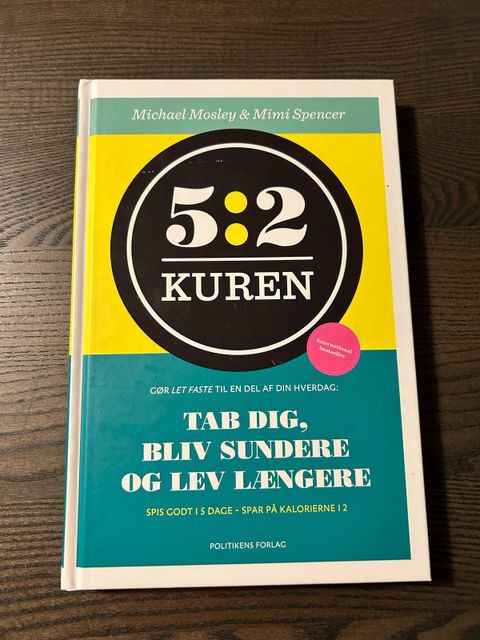 Michael Mosley & Mimi Spencer
5:2
KUREN
International
bestseller
GØR LET FASTE TIL EN DEL AF DIN HVERDAG:
TAB DIG,
BLIV SUNDERE
OG LEV LÆNGERE
SPIS GODT I 5 DAGE - SPAR PÅ KALORIERNE I 2
POLITIKENS FORLAG